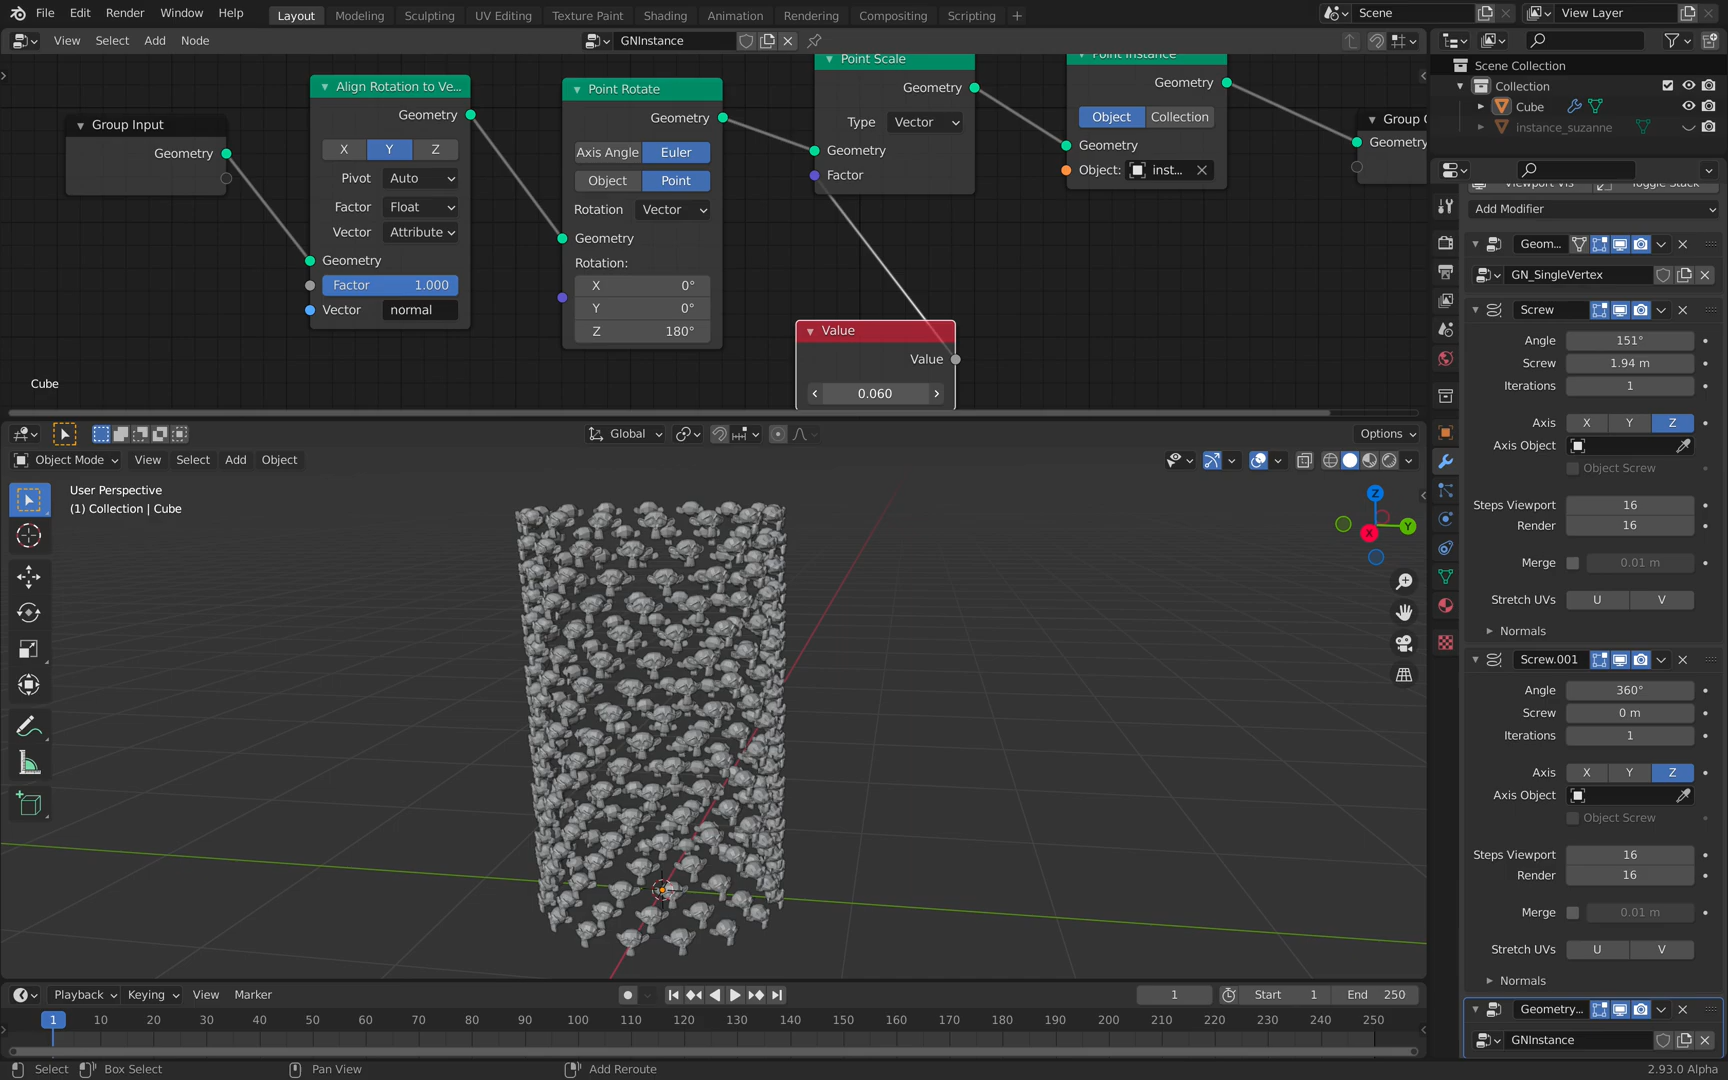 File Edit Render Window Help
Layout Modeling Sculpting UV Editing Texture Paint Shading Animation Rendering Compositing Scripting +
Scene
View Layer
View Select Add Node
GNInstance
Group Input
Geometry
Align Rotation to Ve...
Geometry
X Y Z
Pivot Auto
Factor Float
Vector Attribute
Geometry
Factor 1.000
Vector normal
Point Rotate
Geometry
Axis Angle Euler
Object Point
Rotation Vector
Geometry
Rotation:
X 0°
Y 0°
Z 180°
Point Scale
Geometry
Type Vector
Geometry
Factor
Value
Value
0.060
Point Instance
Geometry
Object Collection
Geometry
Object: inst...
Group
Geometry
Cube
Scene Collection
Collection
Cube
instance_suzanne
Global
Options
Object Mode View Select Add Object
User Perspective
(1) Collection | Cube
Z
Y
X
Viewport Vis Toggle Stack
Add Modifier
Geom...
GN_SingleVertex
Screw
Angle 151°
Screw 1.94 m
Iterations 1
Axis X Y Z
Axis Object
Object Screw
Steps Viewport 16
Render 16
Merge 0.01 m
Stretch UVs U V
Normals
Screw.001
Angle 360°
Screw 0 m
Iterations 1
Axis X Y Z
Axis Object
Object Screw
Steps Viewport 16
Render 16
Merge 0.01 m
Stretch UVs U V
Normals
Geometry...
GNInstance
Playback Keying View Marker
1 Start 1 End 250
1 10 20 30 40 50 60 70 80 90 100 110 120 130 140 150 160 170 180 190 200 210 220 230 240 250
Select Box Select Pan View Add Reroute
2.93.0 Alpha